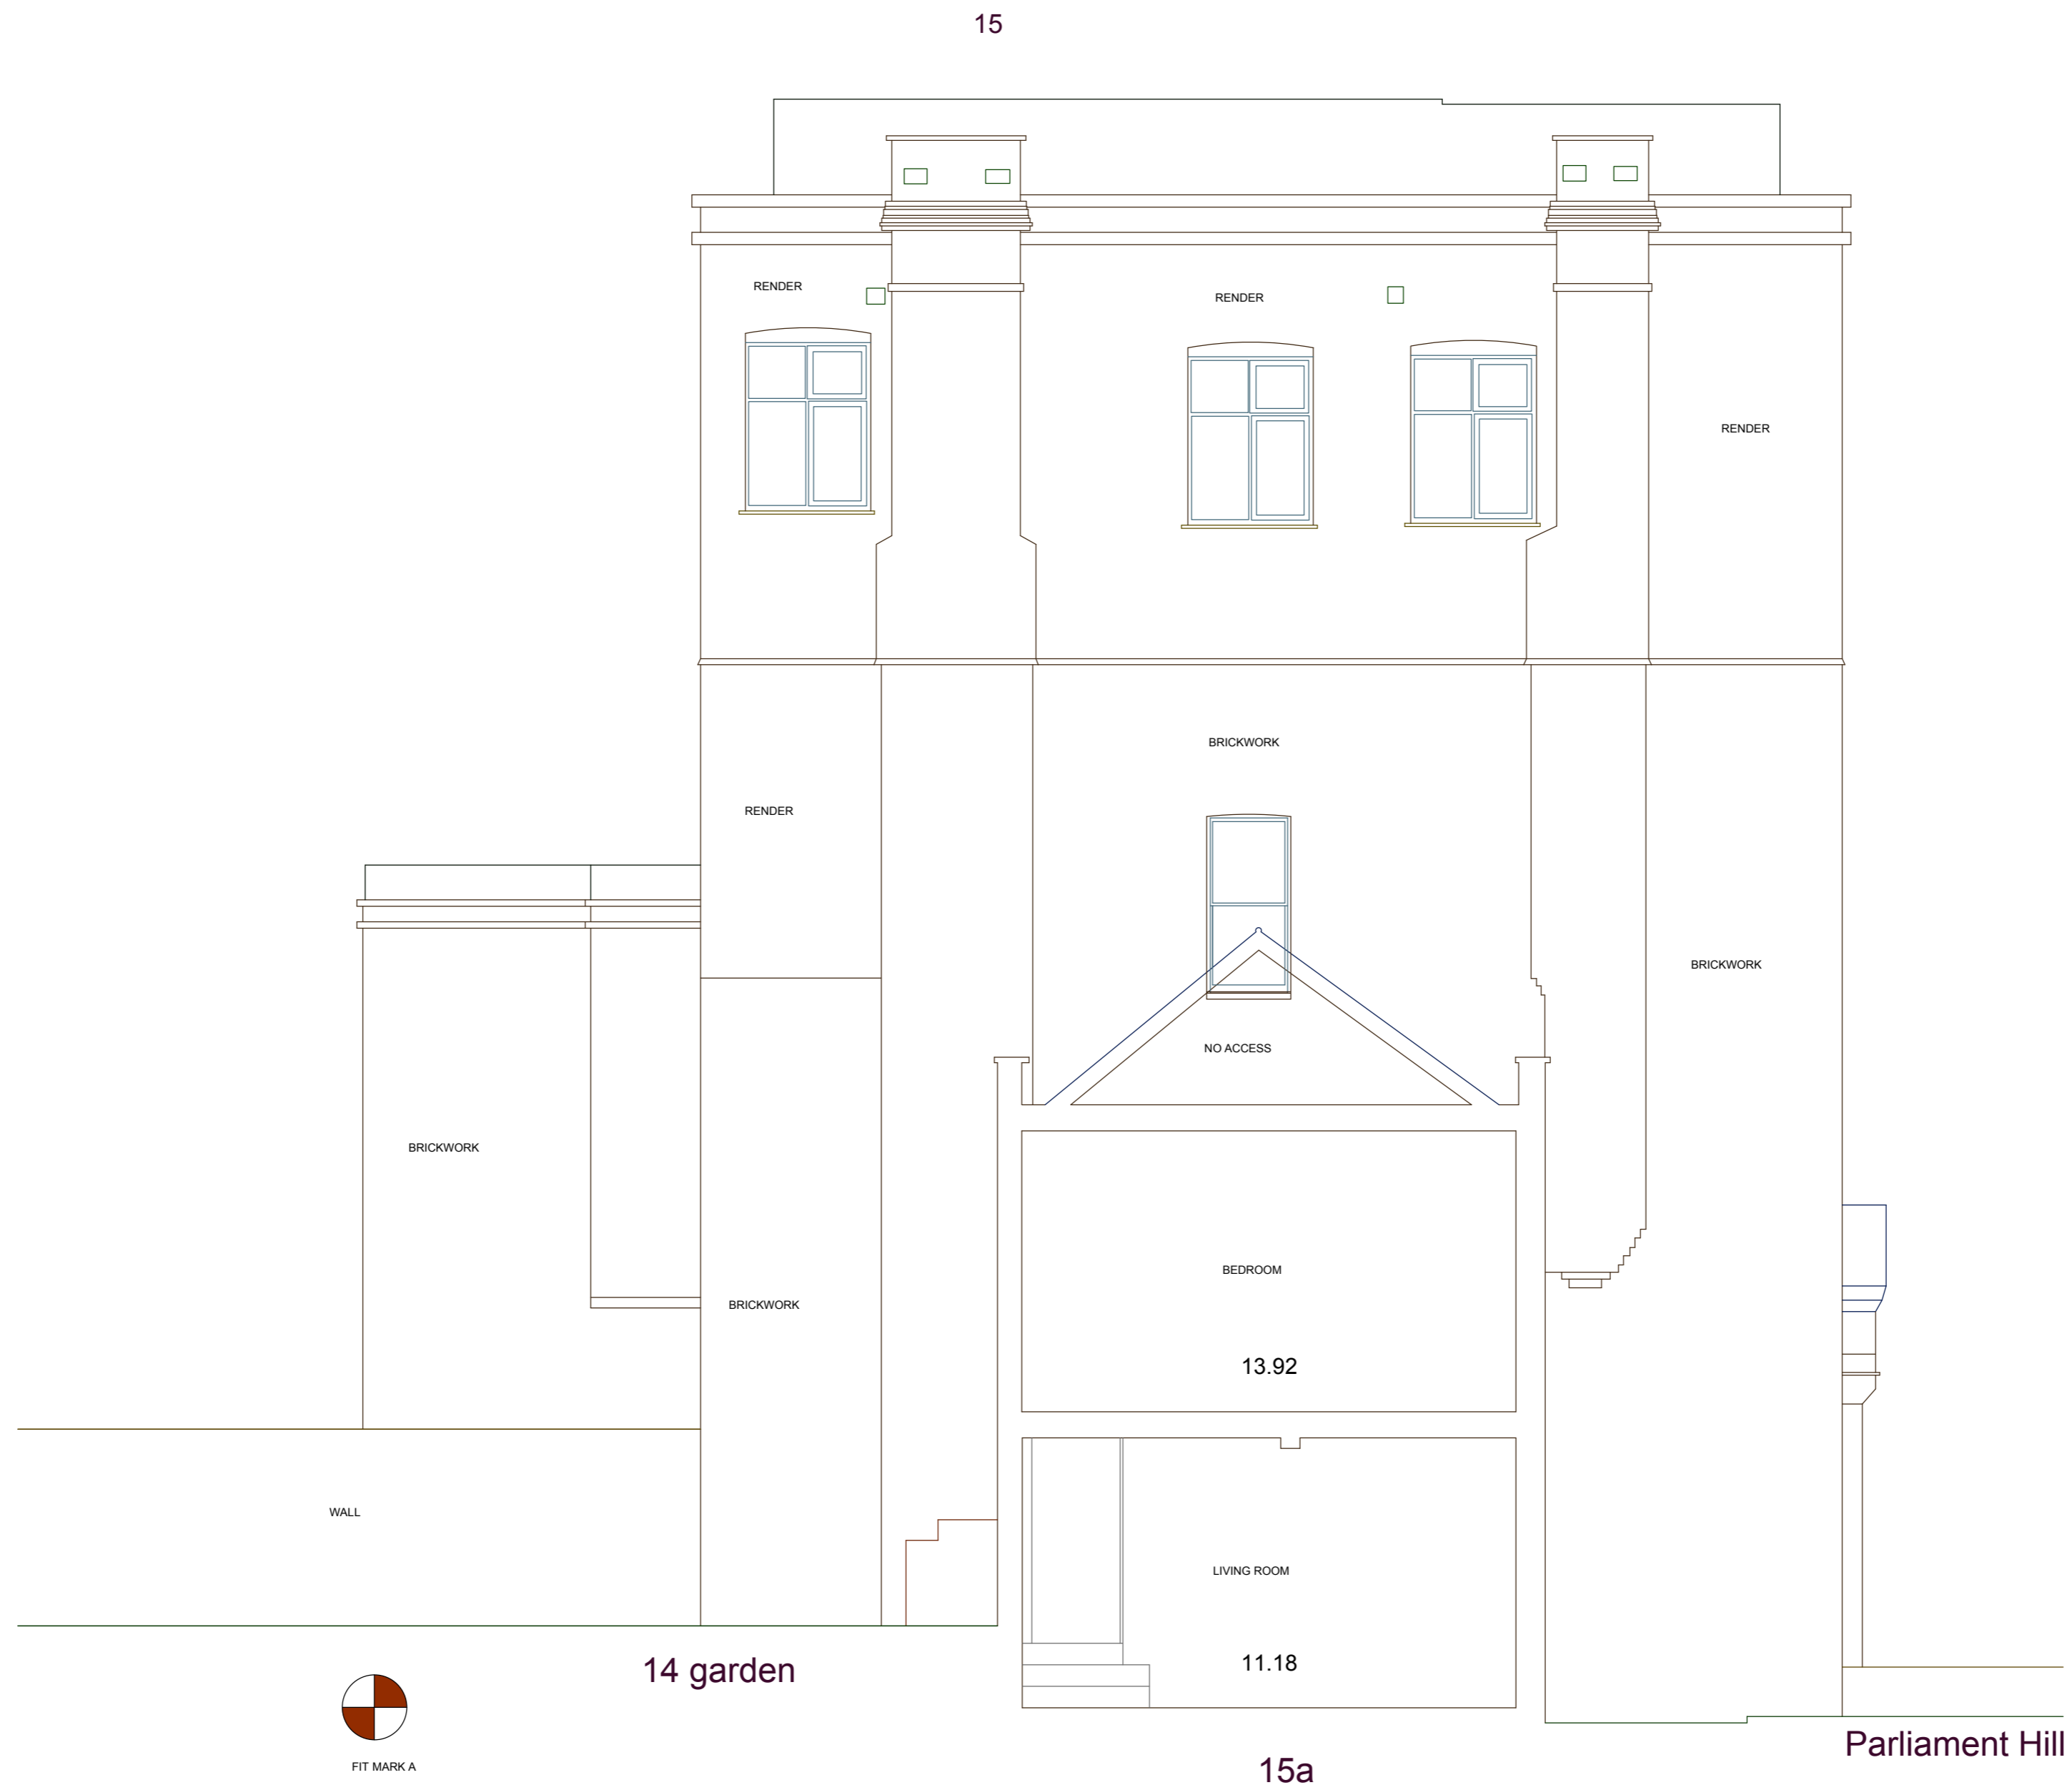 15
RENDER
RENDER
RENDER
BRICKWORK
RENDER
BRICKWORK
NO ACCESS
BRICKWORK
BEDROOM
BRICKWORK
13.92
WALL
LIVING ROOM
11.18
14 garden
Parliament Hill
FIT MARK A
15a